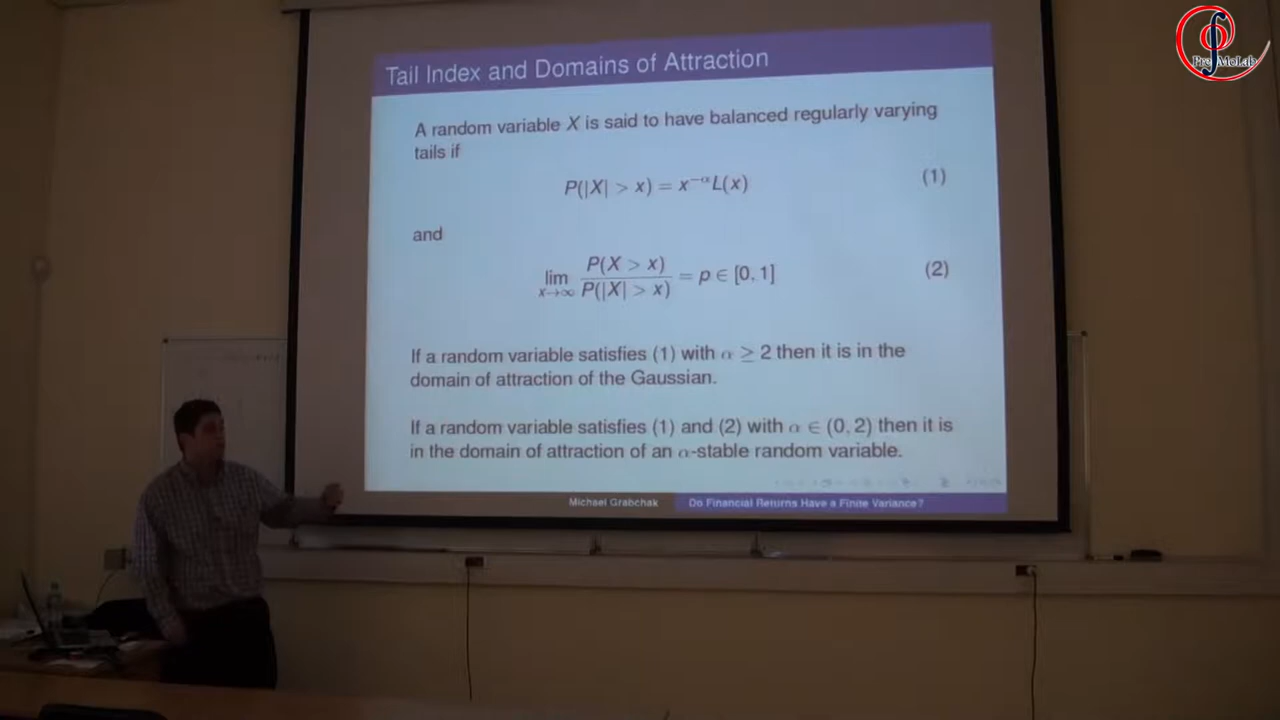 Tail Index and Domains of Attraction
A random variable X is said to have balanced regularly varying
tails if
P(|X| > x) = x^{-α}L(x) (1)
and
lim_{x→∞} P(X > x) / P(|X| > x) = p ∈ [0, 1] (2)
If a random variable satisfies (1) with α ≥ 2 then it is in the
domain of attraction of the Gaussian.
If a random variable satisfies (1) and (2) with α ∈ (0, 2) then it is
in the domain of attraction of an α-stable random variable.
Michael Grabchak Do Financial Returns Have a Finite Variance?
PreMoLab